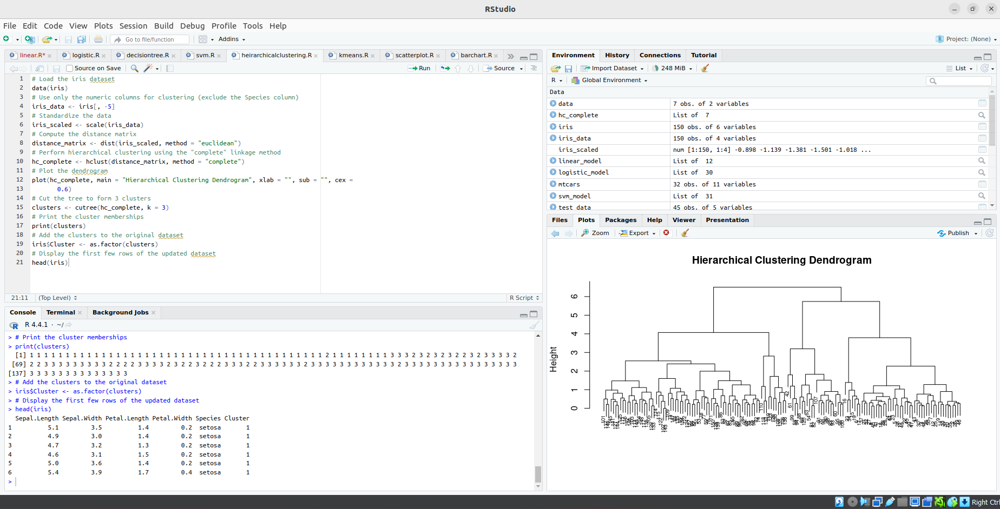 RStudio
File Edit Code View Plots Session Build Debug Profile Tools Help
Go to file/function
Addins
Project: (None)
linear.R* logistic.R decisiontree.R svm.R heirarchicalclustering.R kmeans.R scatterplot.R barchart.R
Source on Save Run Source
1 # Load the iris dataset
2 data(iris)
3 # Use only the numeric columns for clustering (exclude the Species column)
4 iris_data <- iris[, -5]
5 # Standardize the data
6 iris_scaled <- scale(iris_data)
7 # Compute the distance matrix
8 distance_matrix <- dist(iris_scaled, method = "euclidean")
9 # Perform hierarchical clustering using the "complete" linkage method
10 hc_complete <- hclust(distance_matrix, method = "complete")
11 # Plot the dendrogram
12 plot(hc_complete, main = "Hierarchical Clustering Dendrogram", xlab = "", sub = "", cex =
13 0.6)
14 # Cut the tree to form 3 clusters
15 clusters <- cutree(hc_complete, k = 3)
16 # Print the cluster memberships
17 print(clusters)
18 # Add the clusters to the original dataset
19 iris$Cluster <- as.factor(clusters)
20 # Display the first few rows of the updated dataset
21 head(iris)
21:11 (Top Level) R Script
Console Terminal Background Jobs
R 4.4.1 · ~/
> # Print the cluster memberships
> print(clusters)
[1] 1 1 1 1 1 1 1 1 1 1 1 1 1 1 1 1 1 1 1 1 1 1 1 1 1 1 1 1 1 1 1 1 1 1 1 1 1 1 1 1 1 2 1 1 1 1 1 1 1 1 3 3 3 2 3 2 3 2 3 2 2 3 2 3 3 3 3 2
[69] 2 2 3 3 3 3 3 3 3 3 3 2 2 2 2 3 3 3 3 2 3 2 2 3 2 2 2 3 3 3 2 2 3 3 3 3 3 3 2 3 3 3 3 3 3 3 3 3 3 3 3 2 3 3 3 3 3 3 3 3 3 3 3 3 3 3 3 3
[137] 3 3 3 3 3 3 3 3 3 3 3 3 3 3
> # Add the clusters to the original dataset
> iris$Cluster <- as.factor(clusters)
> # Display the first few rows of the updated dataset
> head(iris)
Sepal.Length Sepal.Width Petal.Length Petal.Width Species Cluster
1 5.1 3.5 1.4 0.2 setosa 1
2 4.9 3.0 1.4 0.2 setosa 1
3 4.7 3.2 1.3 0.2 setosa 1
4 4.6 3.1 1.5 0.2 setosa 1
5 5.0 3.6 1.4 0.2 setosa 1
6 5.4 3.9 1.7 0.4 setosa 1
>
Environment History Connections Tutorial
Import Dataset 248 MiB List
R Global Environment
Data
data 7 obs. of 2 variables
hc_complete List of 7
iris 150 obs. of 6 variables
iris_data 150 obs. of 4 variables
iris_scaled num [1:150, 1:4] -0.898 -1.139 -1.381 -1.501 -1.018 ...
linear_model List of 12
logistic_model List of 30
mtcars 32 obs. of 11 variables
svm_model List of 31
test_data 45 obs. of 5 variables
Files Plots Packages Help Viewer Presentation
Zoom Export Publish
Hierarchical Clustering Dendrogram
Height
6
5
4
3
2
1
0
Right Ctrl